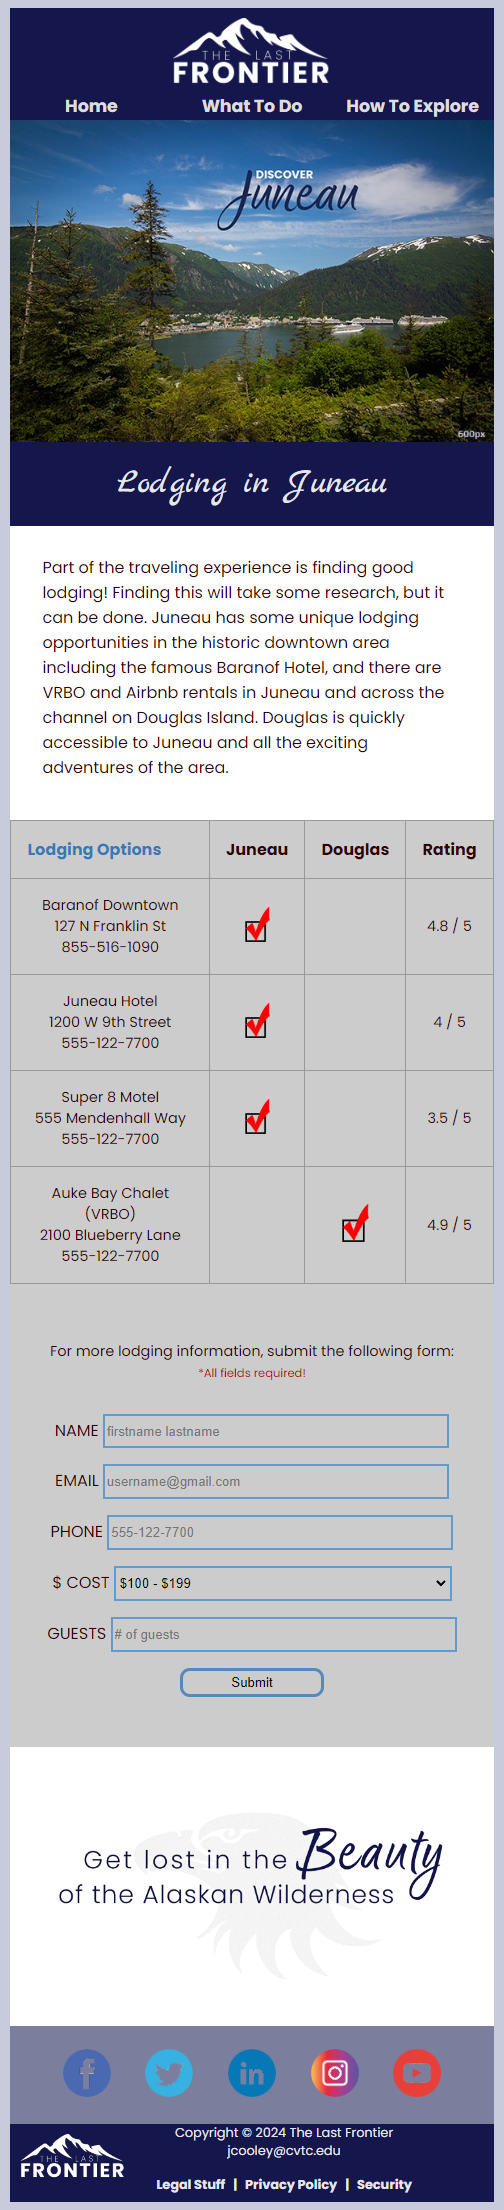 THE LAST
FRONTIER
Home What To Do How To Explore
DISCOVER
Juneau
600px
Lodging in Juneau
Part of the traveling experience is finding good
lodging! Finding this will take some research, but it
can be done. Juneau has some unique lodging
opportunities in the historic downtown area
including the famous Baranof Hotel, and there are
VRBO and Airbnb rentals in Juneau and across the
channel on Douglas Island. Douglas is quickly
accessible to Juneau and all the exciting
adventures of the area.
Lodging Options Juneau Douglas Rating
Baranof Downtown
127 N Franklin St
855-516-1090
4.8 / 5
Juneau Hotel
1200 W 9th Street
555-122-7700
4 / 5
Super 8 Motel
555 Mendenhall Way
555-122-7700
3.5 / 5
Auke Bay Chalet
(VRBO)
2100 Blueberry Lane
555-122-7700
4.9 / 5
For more lodging information, submit the following form:
*All fields required!
NAME firstname lastname
EMAIL username@gmail.com
PHONE 555-122-7700
$ COST $100 - $199
GUESTS # of guests
Submit
Get lost in the Beauty
of the Alaskan Wilderness
f
in
THE LAST
FRONTIER
Copyright © 2024 The Last Frontier
jcooley@cvtc.edu
Legal Stuff | Privacy Policy | Security